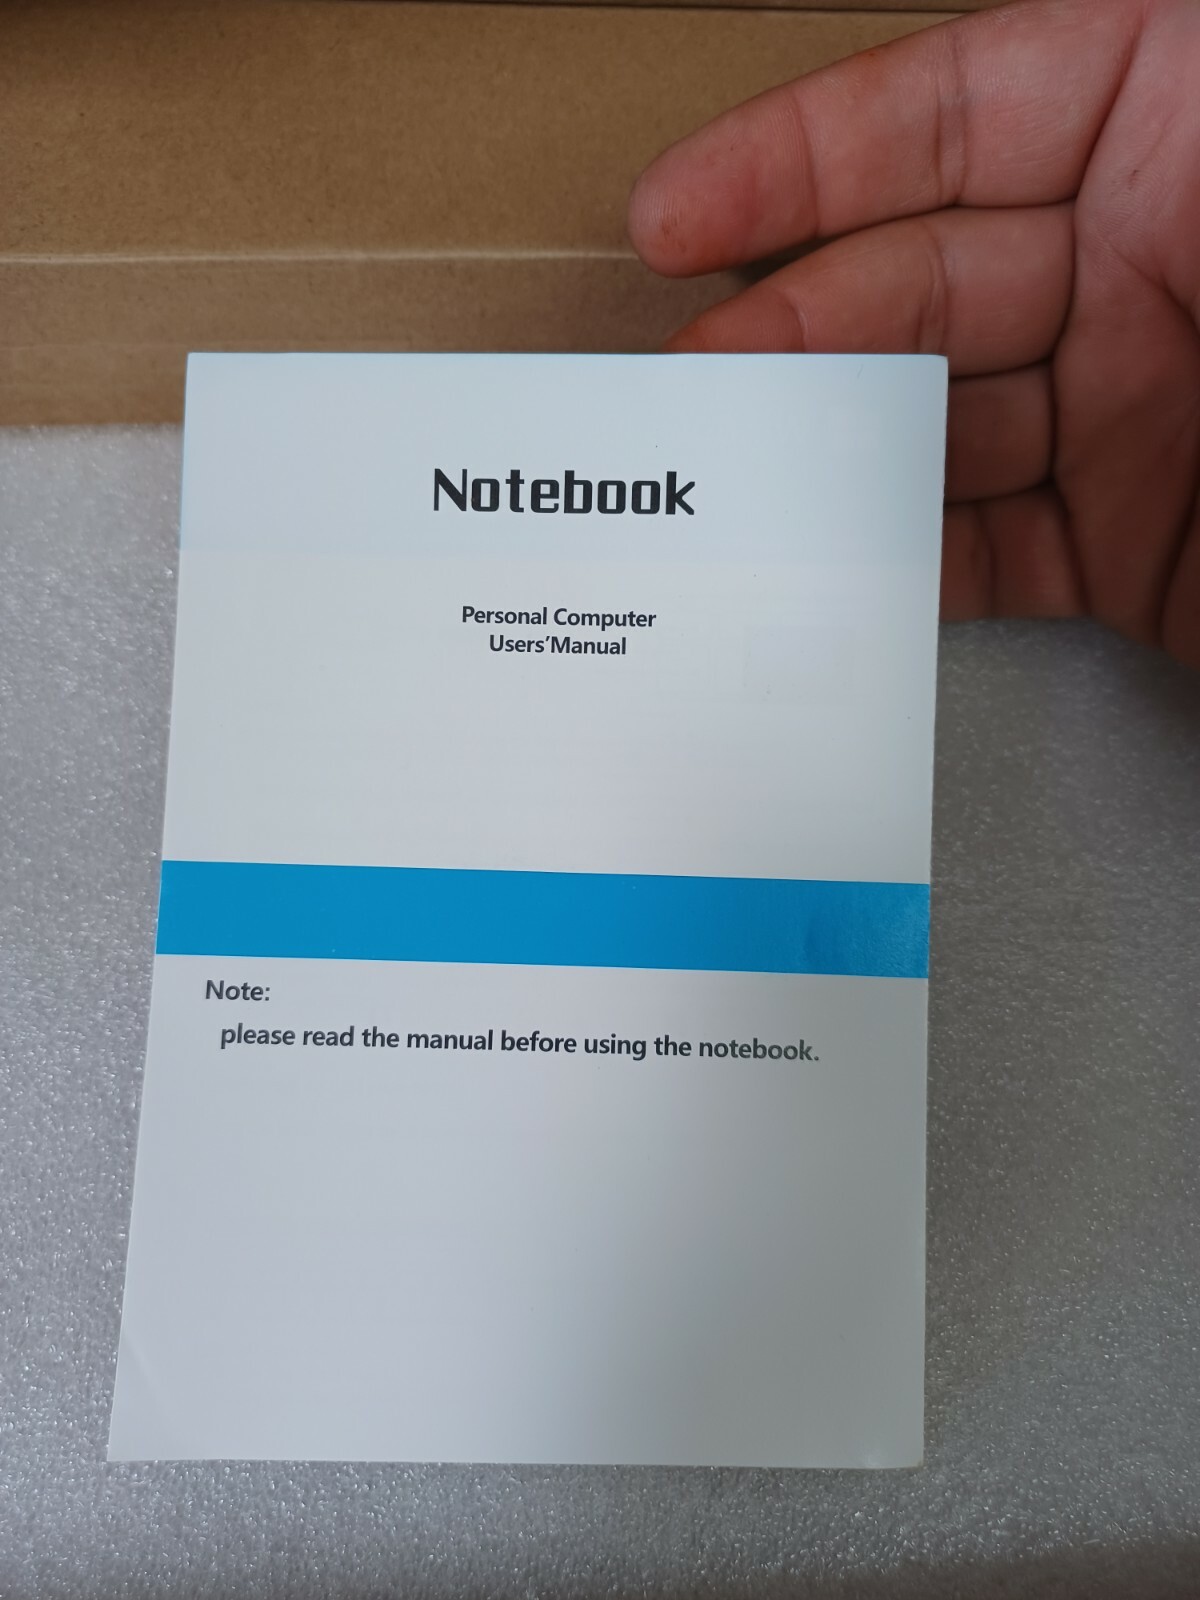 Notebook
Personal Computer
Users'Manual
Note:
please read the manual before using the notebook.